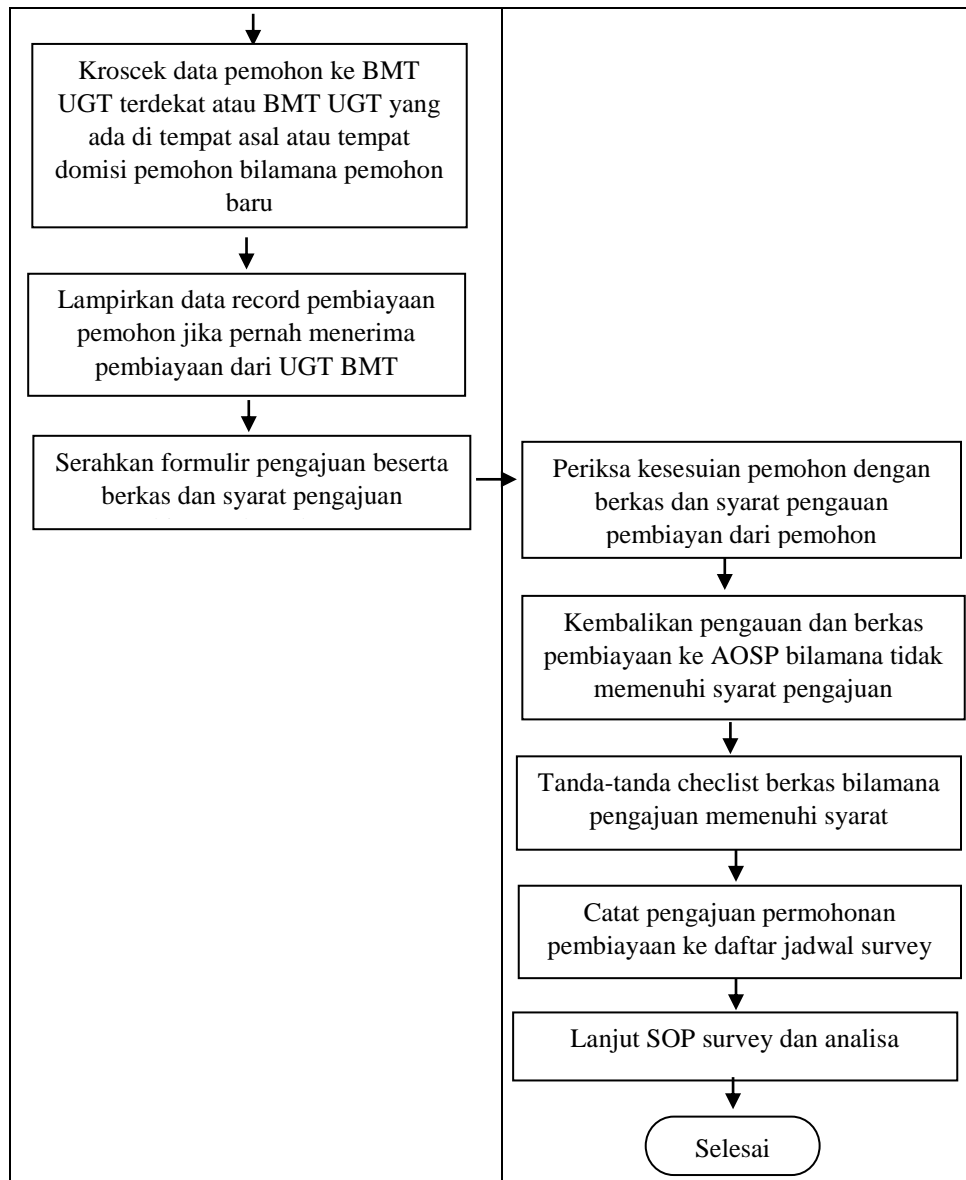 Kroscek data pemohon ke BMT
UGT terdekat atau BMT UGT yang
ada di tempat asal atau tempat
domisi pemohon bilamana pemohon
baru
Lampirkan data record pembiayaan
pemohon jika pernah menerima
pembiayaan dari UGT BMT
Serahkan formulir pengajuan beserta
berkas dan syarat pengajuan
Periksa kesesuian pemohon dengan
berkas dan syarat pengauan
pembiayan dari pemohon
Kembalikan pengauan dan berkas
pembiayaan ke AOSP bilamana tidak
memenuhi syarat pengajuan
Tanda-tanda checlist berkas bilamana
pengajuan memenuhi syarat
Catat pengajuan permohonan
pembiayaan ke daftar jadwal survey
Lanjut SOP survey dan analisa
Selesai